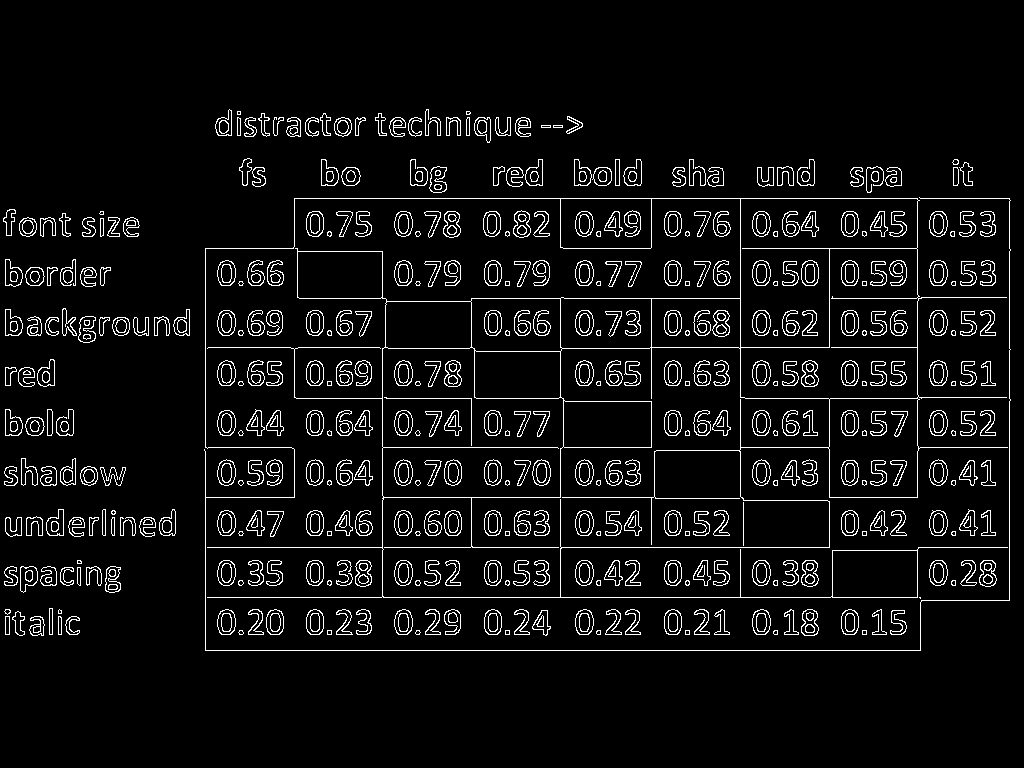 distractor technique -->
fs bo bg red bold sha und spa it
font size 0.75 0.78 0.82 0.49 0.76 0.64 0.45 0.53
border 0.66 0.79 0.79 0.77 0.76 0.50 0.59 0.53
background 0.69 0.67 0.66 0.73 0.68 0.62 0.56 0.52
red 0.65 0.69 0.78 0.65 0.63 0.58 0.55 0.51
bold 0.44 0.64 0.74 0.77 0.64 0.61 0.57 0.52
shadow 0.59 0.64 0.70 0.70 0.63 0.43 0.57 0.41
underlined 0.47 0.46 0.60 0.63 0.54 0.52 0.42 0.41
spacing 0.35 0.38 0.52 0.53 0.42 0.45 0.38 0.28
italic 0.20 0.23 0.29 0.24 0.22 0.21 0.18 0.15